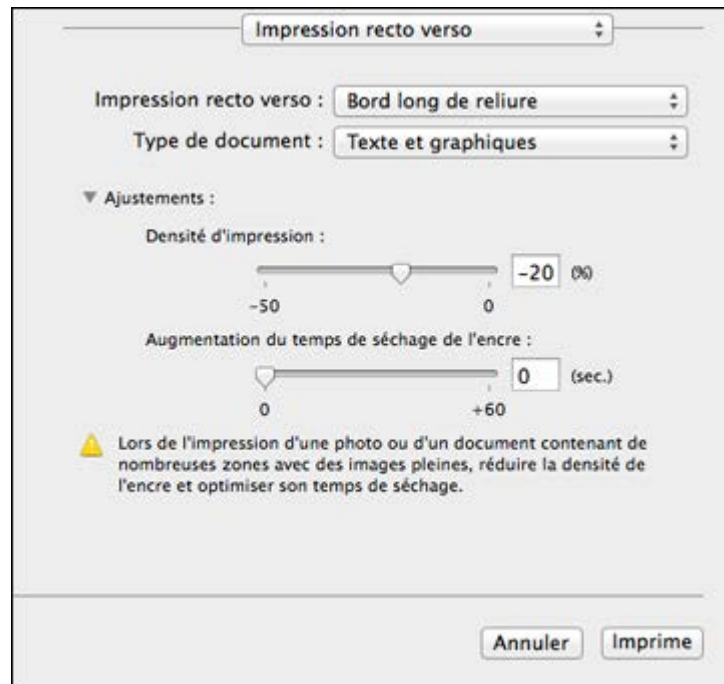 Impression recto verso
Impression recto verso : Bord long de reliure
Type de document : Texte et graphiques
Ajustements :
Densité d'impression :
-20 (%)
-50 0
Augmentation du temps de séchage de l'encre :
0 (sec.)
0 +60
Lors de l'impression d'une photo ou d'un document contenant de
nombreuses zones avec des images pleines, réduire la densité de
l'encre et optimiser son temps de séchage.
Annuler Imprime